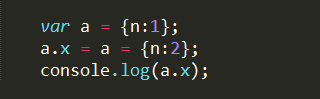 var a = {n:1};
a.x = a = {n:2};
console.log(a.x);